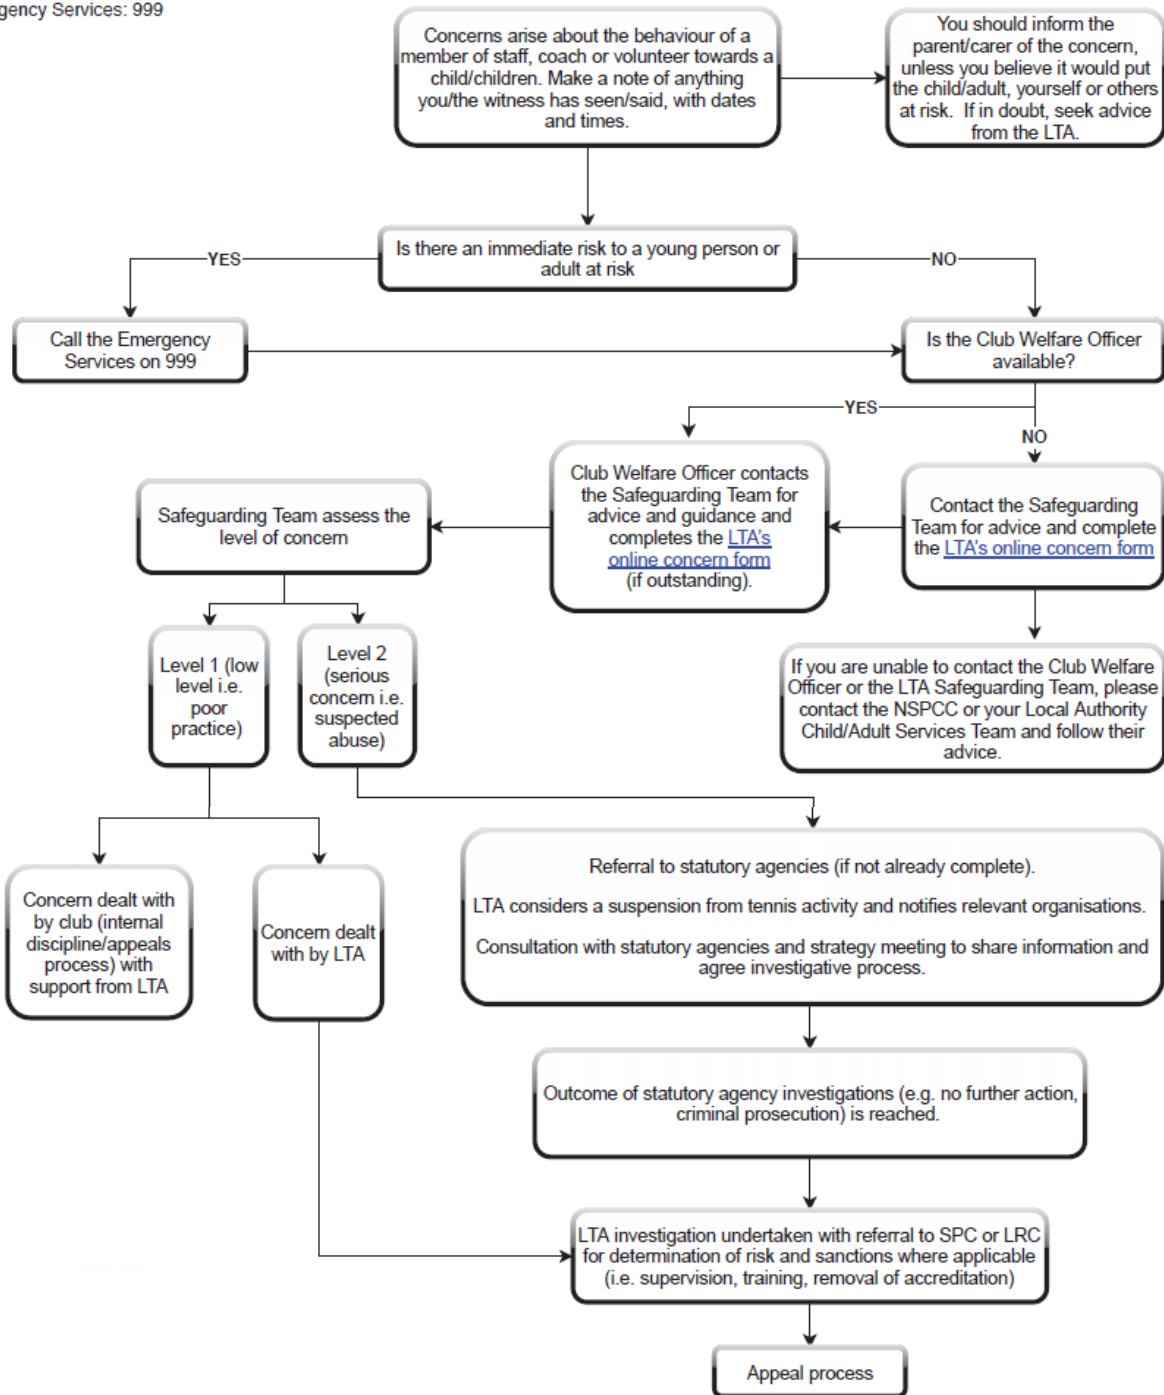 gency Services: 999
Concerns arise about the behaviour of a
member of staff, coach or volunteer towards a
child/children. Make a note of anything
you/the witness has seen/said, with dates
and times.
You should inform the
parent/carer of the concern,
unless you believe it would put
the child/adult, yourself or others
at risk. If in doubt, seek advice
from the LTA.
Is there an immediate risk to a young person or
adult at risk
YES
NO
Call the Emergency
Services on 999
Is the Club Welfare Officer
available?
YES
NO
Club Welfare Officer contacts
the Safeguarding Team for
advice and guidance and
completes the LTA's
online concern form
(if outstanding).
Contact the Safeguarding
Team for advice and complete
the LTA's online concern form
Safeguarding Team assess the
level of concern
Level 1 (low
level i.e.
poor
practice)
Level 2
(serious
concern i.e.
suspected
abuse)
If you are unable to contact the Club Welfare
Officer or the LTA Safeguarding Team, please
contact the NSPCC or your Local Authority
Child/Adult Services Team and follow their
advice.
Concern dealt with
by club (internal
discipline/appeals
process) with
support from LTA
Concern dealt
with by LTA
Referral to statutory agencies (if not already complete).
LTA considers a suspension from tennis activity and notifies relevant organisations.
Consultation with statutory agencies and strategy meeting to share information and
agree investigative process.
Outcome of statutory agency investigations (e.g. no further action,
criminal prosecution) is reached.
LTA investigation undertaken with referral to SPC or LRC
for determination of risk and sanctions where applicable
(i.e. supervision, training, removal of accreditation)
Appeal process